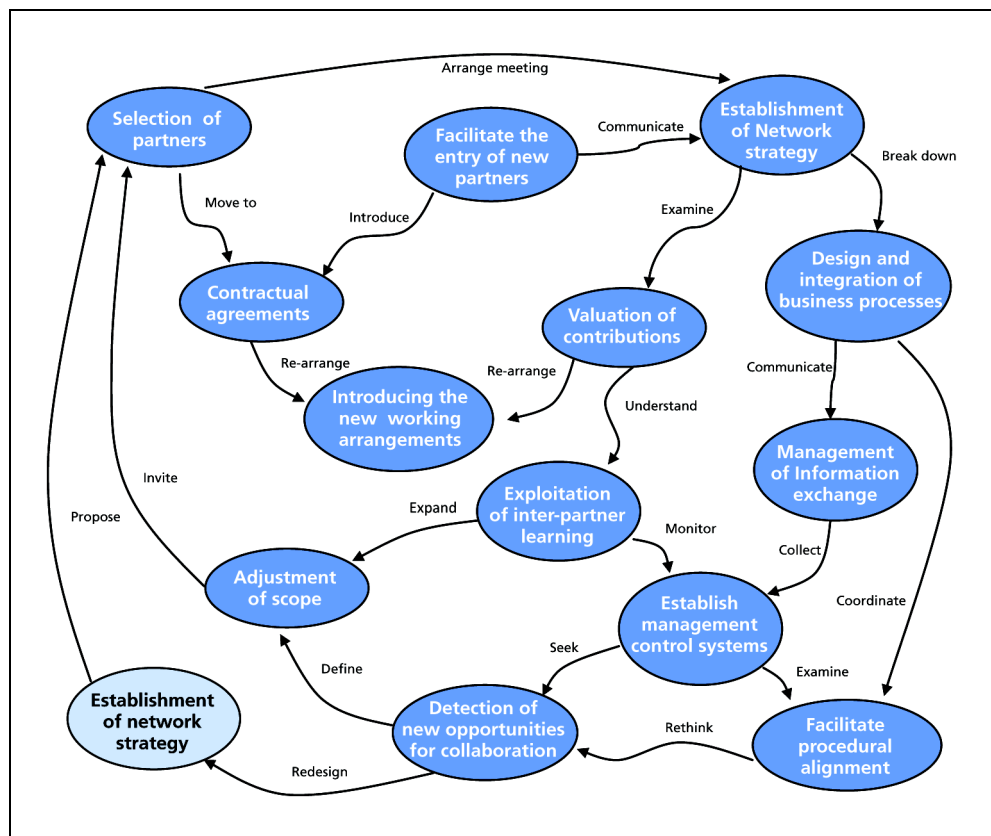 Arrange meeting
Selection of
partners
Facilitate the
entry of new
partners
Communicate
Establishment
of Network
strategy
Break down
Move to
Introduce
Examine
Contractual
agreements
Valuation of
contributions
Design and
integration of
business processes
Re-arrange
Re-arrange
Communicate
Introducing the
new working
arrangements
Understand
Management
of Information
exchange
Invite
Propose
Expand
Exploitation
of inter-partner
learning
Monitor
Collect
Adjustment
of scope
Establish
management
control systems
Coordinate
Define
Seek
Examine
Establishment
of network
strategy
Detection of
new opportunities
for collaboration
Rethink
Facilitate
procedural
alignment
Redesign